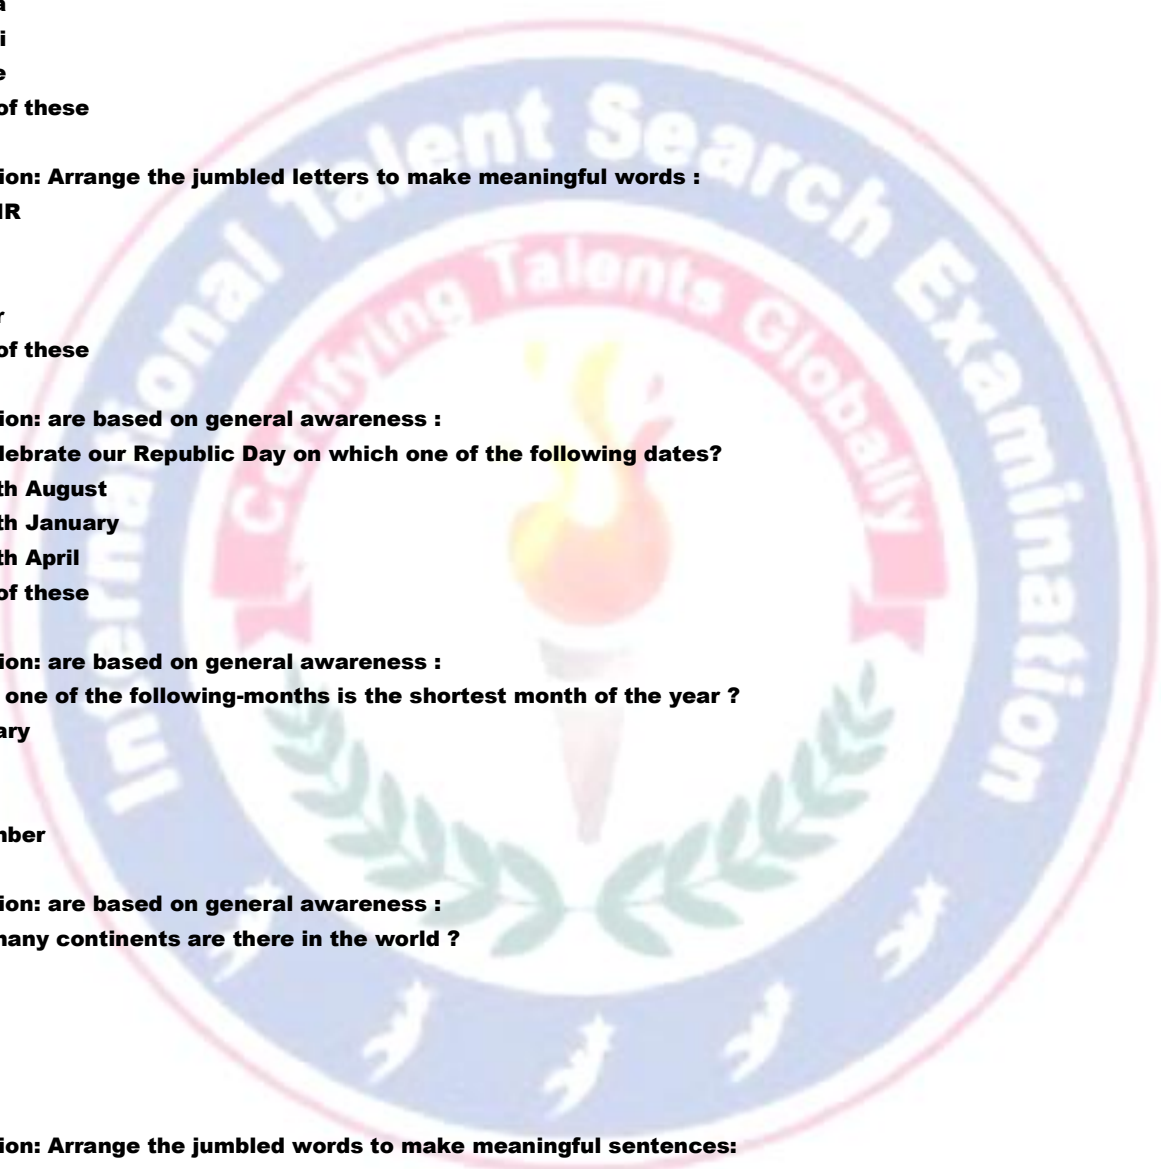 a
i
e
of these
ion: Arrange the jumbled letters to make meaningful words :
IR
r
of these
ion: are based on general awareness :
lebrate our Republic Day on which one of the following dates?
th August
th January
th April
of these
ion: are based on general awareness :
one of the following-months is the shortest month of the year ?
ary
mber
ion: are based on general awareness :
many continents are there in the world ?
ion: Arrange the jumbled words to make meaningful sentences:
International Talent Search Examination
Certifying Talents Globally